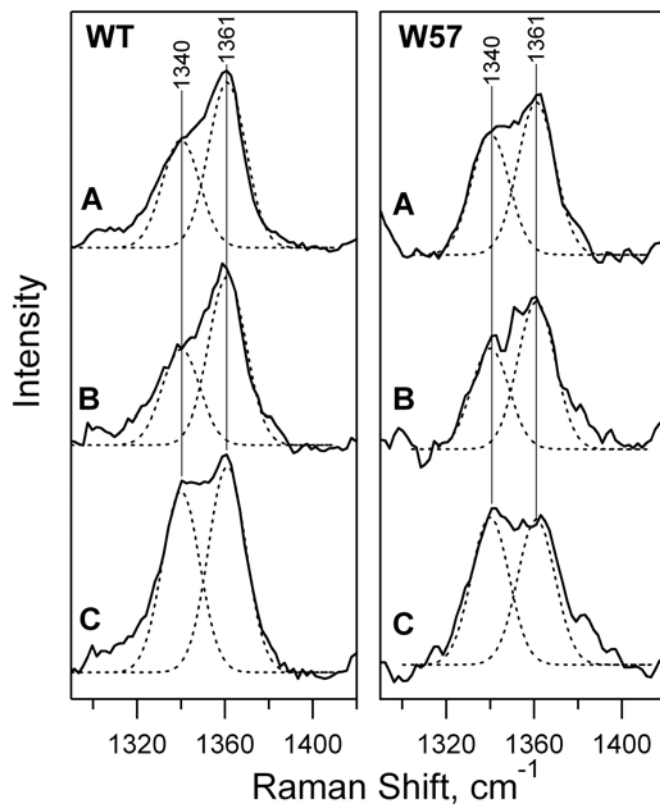 WT
1340
1361
A
B
C
W57
1340
1361
A
B
C
Intensity
1320 1360 1400
1320 1360 1400
Raman Shift, cm-1